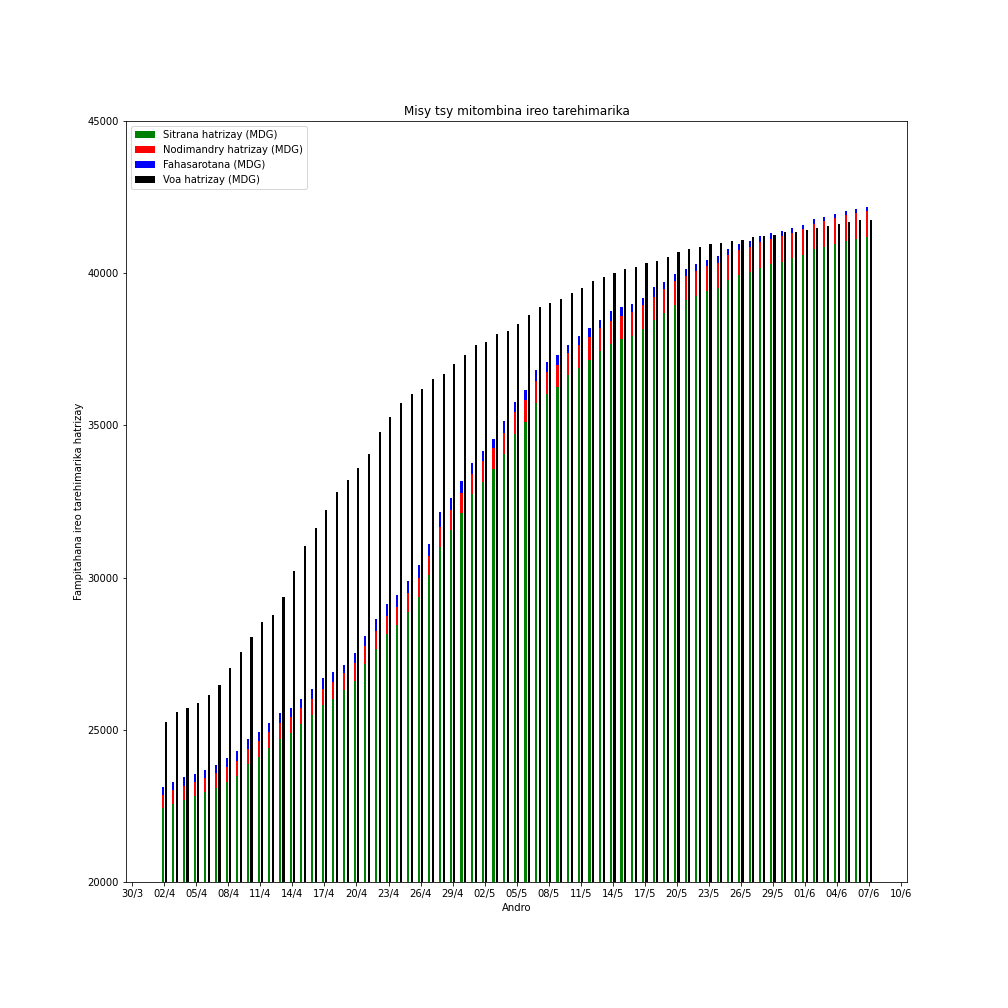 Misy tsy mitombina ireo tarehimarika
45000
Sitrana hatrizay (MDG)
Nodimandry hatrizay (MDG)
Fahasarotana (MDG)
Voa hatrizay (MDG)
40000
35000
Fampitahana ireo tarehimarika hatrizay
30000
25000
20000
30/3 02/4 05/4 08/4 11/4 14/4 17/4 20/4 23/4 26/4 29/4 02/5 05/5 08/5 11/5 14/5 17/5 20/5 23/5 26/5 29/5 01/6 04/6 07/6 10/6
Andro